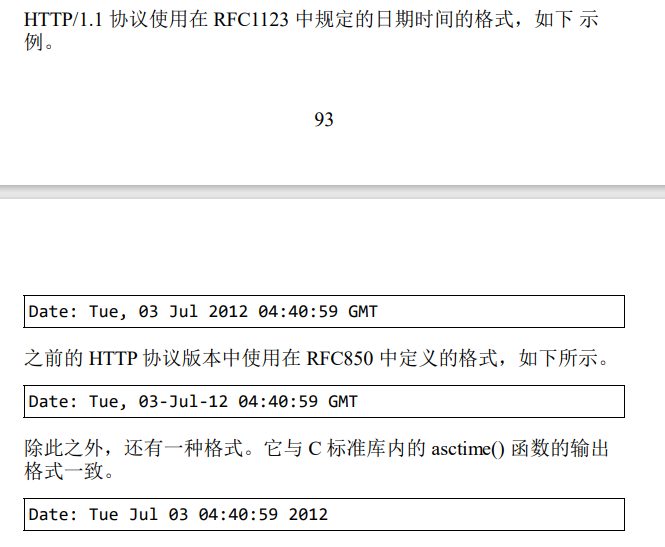 HTTP/1.1 协议使用在 RFC1123 中规定的日期时间的格式，如下 示
例。
93
Date: Tue, 03 Jul 2012 04:40:59 GMT
之前的 HTTP 协议版本中使用在 RFC850 中定义的格式，如下所示。
Date: Tue, 03-Jul-12 04:40:59 GMT
除此之外，还有一种格式。它与 C 标准库内的 asctime() 函数的输出
格式一致。
Date: Tue Jul 03 04:40:59 2012